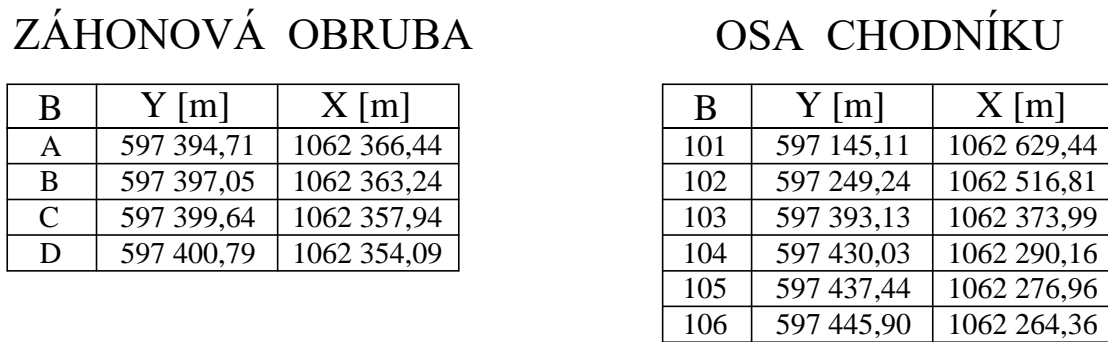 ZÁHONOVÁ OBRUBA
B Y [m] X [m]
A 597 394,71 1062 366,44
B 597 397,05 1062 363,24
C 597 399,64 1062 357,94
D 597 400,79 1062 354,09
OSA CHODNÍKU
B Y [m] X [m]
101 597 145,11 1062 629,44
102 597 249,24 1062 516,81
103 597 393,13 1062 373,99
104 597 430,03 1062 290,16
105 597 437,44 1062 276,96
106 597 445,90 1062 264,36